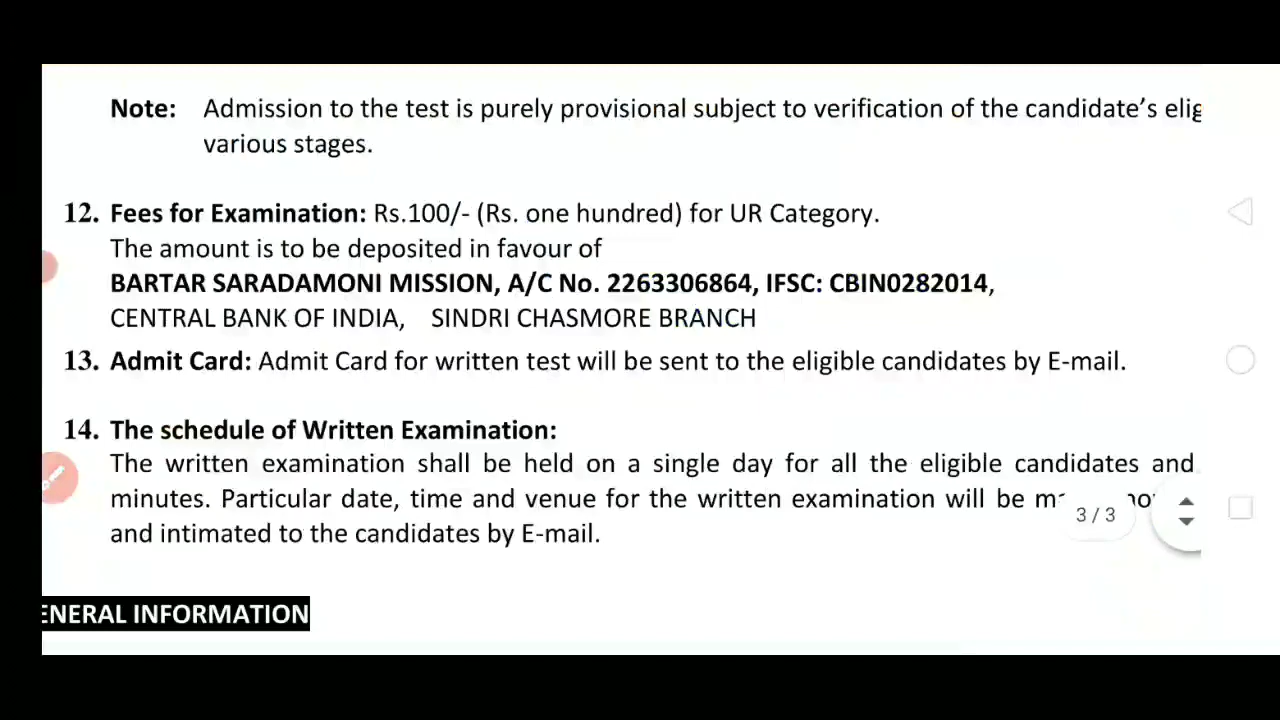 Note: Admission to the test is purely provisional subject to verification of the candidate's elig
various stages.
12. Fees for Examination: Rs.100/- (Rs. one hundred) for UR Category.
The amount is to be deposited in favour of
BARTAR SARADAMONI MISSION, A/C No. 2263306864, IFSC: CBIN0282014,
CENTRAL BANK OF INDIA, SINDRI CHASMORE BRANCH
13. Admit Card: Admit Card for written test will be sent to the eligible candidates by E-mail.
14. The schedule of Written Examination:
The written examination shall be held on a single day for all the eligible candidates and
minutes. Particular date, time and venue for the written examination will be
3/3
and intimated to the candidates by E-mail.
ENERAL INFORMATION